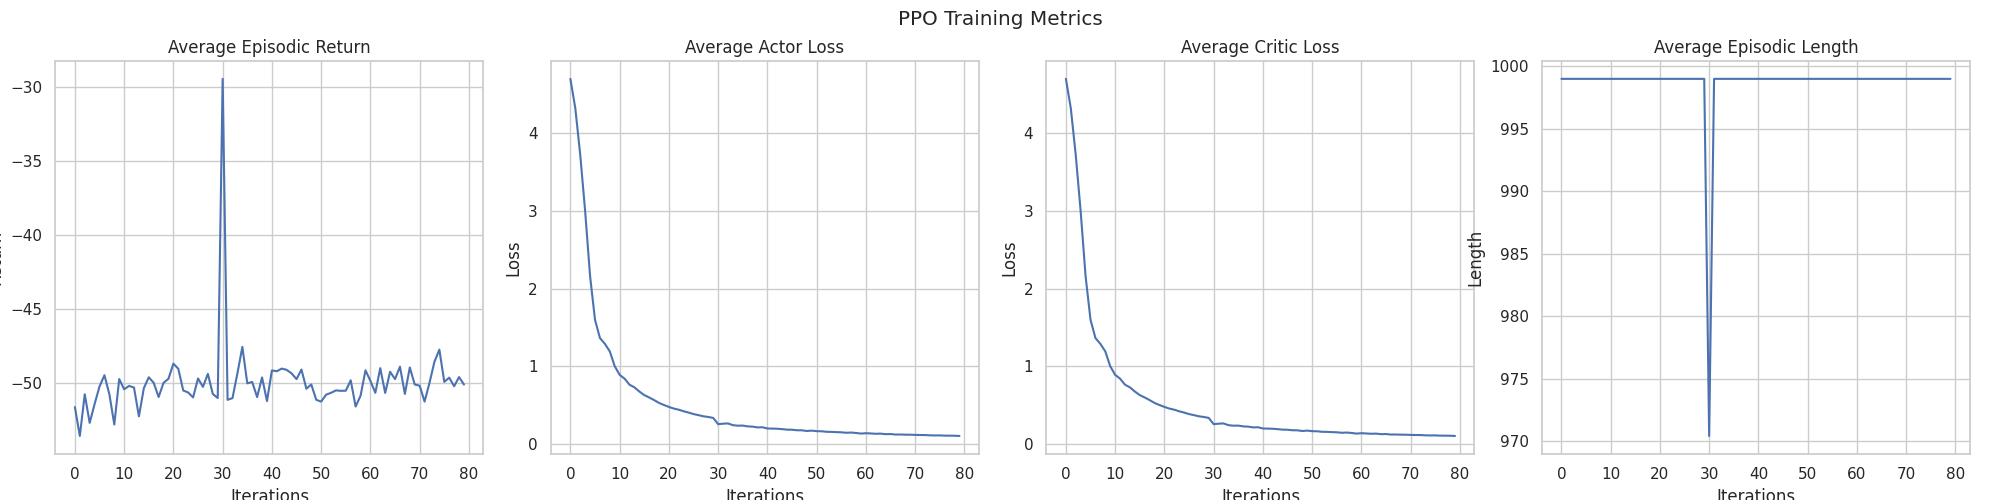 PPO Training Metrics
Average Episodic Return
−30
−35
−40
−45
−50
0 10 20 30 40 50 60 70 80
Iterations
Average Actor Loss
Loss
4
3
2
1
0
0 10 20 30 40 50 60 70 80
Iterations
Average Critic Loss
Loss
4
3
2
1
0
0 10 20 30 40 50 60 70 80
Iterations
Average Episodic Length
Length
1000
995
990
985
980
975
970
0 10 20 30 40 50 60 70 80
Iterations